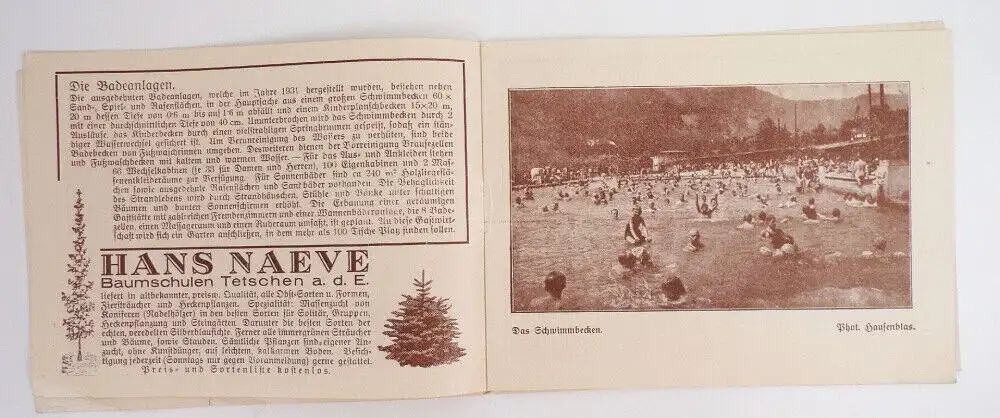 Die Badeanlagen.
Die ausgedehnten Badeanlagen, welche im Jahre 1931 hergestellt wurden, bestehen neben
Sand-, Spiel- und Rasenflächen, in der Hauptsache aus einem großen Schwimmbecken 60 ×
20 m dessen Tiefe von 0·6 m bis auf 1·6 m abfällt und einem Kinderplanschbecken 15×20 m,
mit einer durchschnittlichen Tiefe von 40 cm. Ununterbrochen wird das Schwimmbecken durch 2
Ausläufe, das Kinderbecken durch einen vielstrahligen Springbrunnen gespeist, sodaß ein stän-
diger Wasserwechsel gesichert ist. Um Verunreinigung des Wassers zu verhüten, sind beide
Badebecken von Fußwaschrinnen umgeben. Desweiteren dienen der Vorreinigung Brausezellen
und Fußwaschbecken mit kaltem und warmen Wasser. — Für das Aus- und Ankleiden stehen
66 Wechselkabinen (je 33 für Damen und Herren), 100 Eigenkabinen und 2 Mas-
senentkleideräume zur Verfügung. Für Sonnenbäder sind ca 240 m² Holzliegeflä-
chen sowie ausgedehnte Rasenflächen und Sandbäder vorhanden. Die Behaglichkeit
des Strandlebens wird durch Strandhäuschen, Stühle und Bänke unter schattigen
Bäumen und bunten Sonnenschirmen erhöht. Die Erbauung einer geräumigen
Gaststätte mit zahlreichen Fremdenzimmern und einer Wannenbäderanlage, die 8 Bade-
zellen, einen Massageraum und einen Ruheraum umfaßt, ist geplant. An diese Gastwirt-
schaft wird sich ein Garten anschließen, in dem mehr als 100 Tische Platz finden sollen.
HANS NAEVE
Baumschulen Tetschen a. d. E.
liefert in altbekannter, preisw. Qualität, alle Obst-Sorten u. Formen,
Ziersträucher und Heckenpflanzen. Spezialität: Massenzucht von
Koniferen (Nadelhölzer) in den besten Sorten für Solitär, Gruppen,
Heckenpflanzung und Steingärten. Darunter die besten Sorten der
echten, veredelten Silberblaufichte. Ferner alle immergrünen Sträucher
und Bäume, sowie Stauden. Sämtliche Pflanzen sind eigener An-
zucht, ohne Kunstdünger, auf leichten, kalkarmen Boden. Besich-
tigung jederzeit (Sonntags nur gegen Voranmeldung) gerne gestattet.
Preis- und Sortenliste kostenlos.
Das Schwimmbecken.
Phot. Hausenblas.